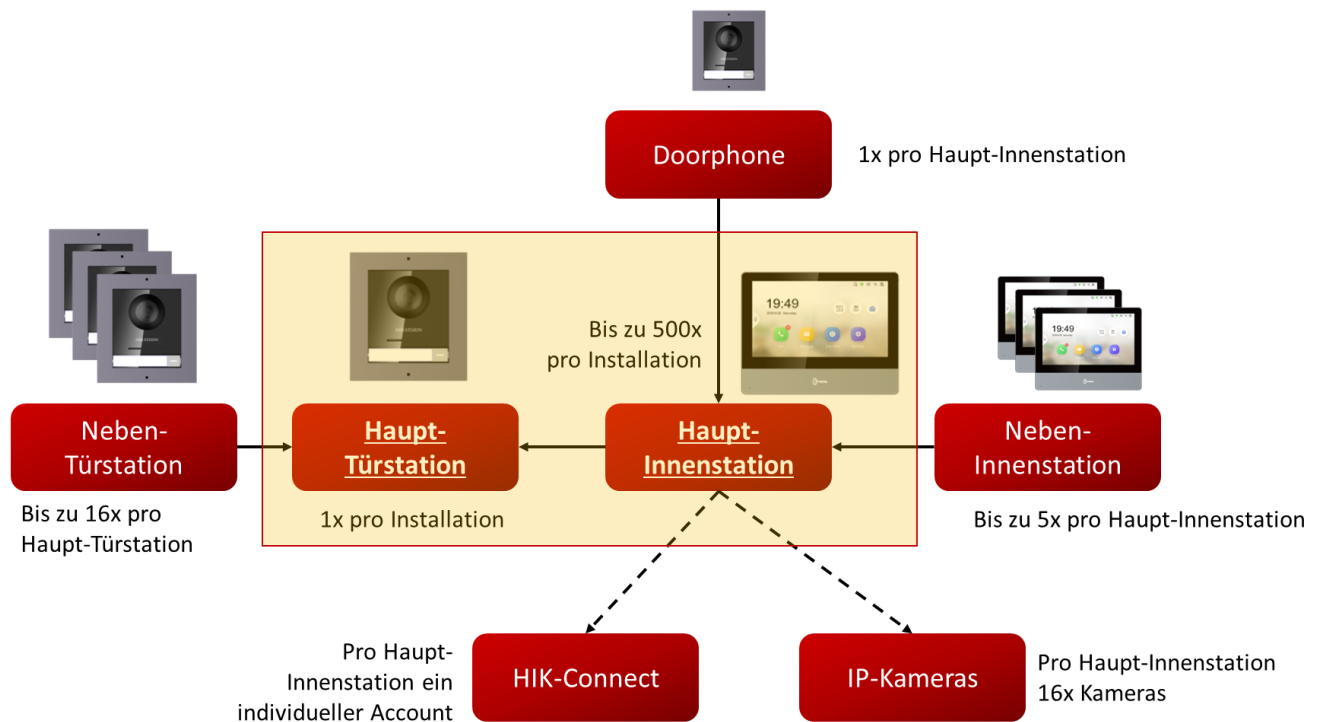 Doorphone
1x pro Haupt-Innenstation
19:49
Bis zu 500x
pro Installation
19:49
Neben-
Türstation
Haupt-
Türstation
Haupt-
Innenstation
Neben-
Innenstation
Bis zu 16x pro
Haupt-Türstation
1x pro Installation
Bis zu 5x pro Haupt-Innenstation
Pro Haupt-
Innenstation ein
individueller Account
HIK-Connect
IP-Kameras
Pro Haupt-Innenstation
16x Kameras